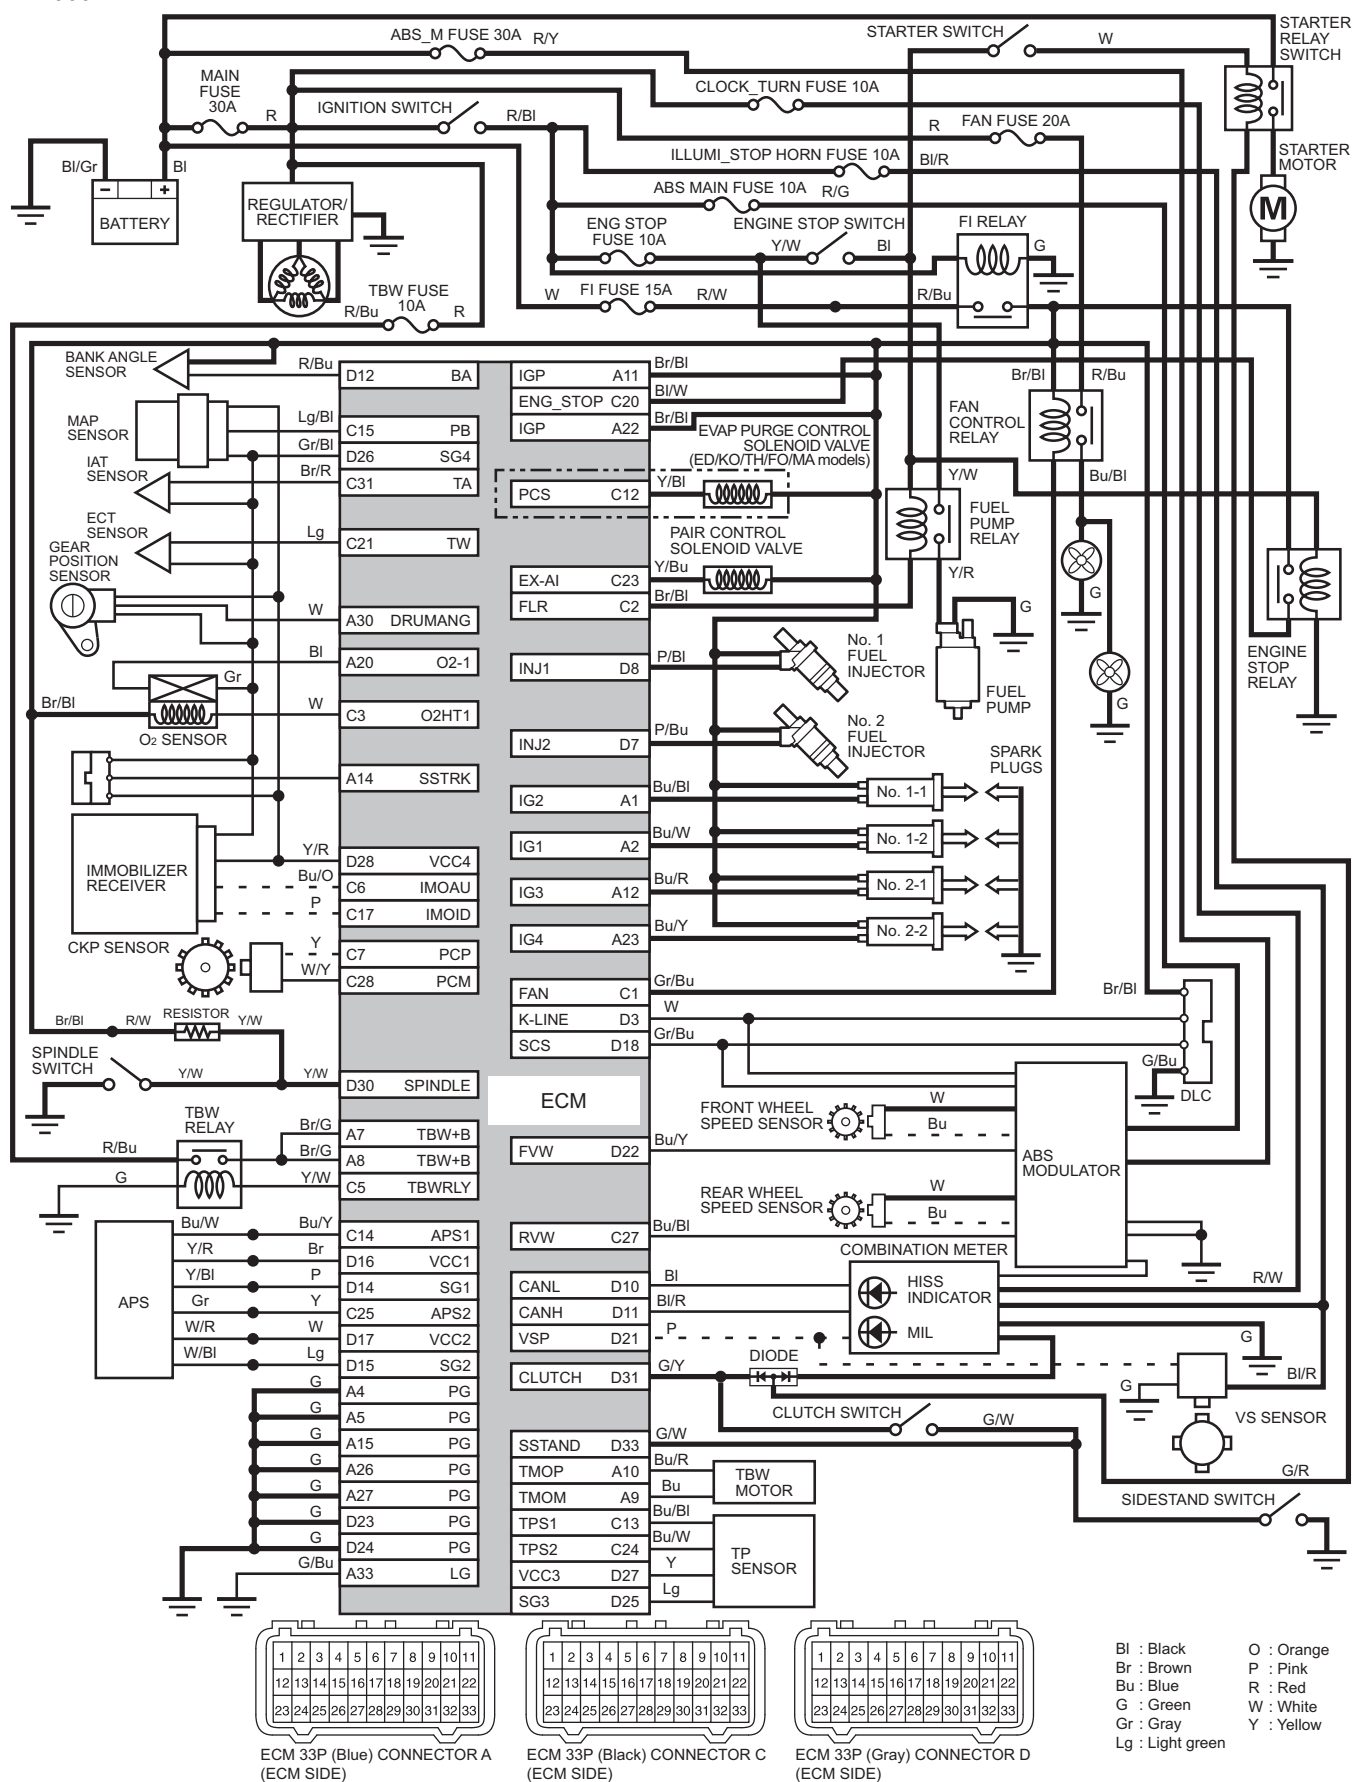 ABS_M FUSE 30A
R/Y
STARTER SWITCH
W
STARTER
RELAY
SWITCH
MAIN
FUSE
30A
R
IGNITION SWITCH
R/Bl
CLOCK_TURN FUSE 10A
R
FAN FUSE 20A
Bl/Gr
Bl
ILLUMI_STOP HORN FUSE 10A
Bl/R
STARTER
MOTOR
M
BATTERY
REGULATOR/
RECTIFIER
ABS MAIN FUSE 10A
R/G
ENG STOP
FUSE 10A
ENGINE STOP SWITCH
Y/W
Bl
FI RELAY
G
TBW FUSE
10A
R/Bu
R
W
FI FUSE 15A
R/W
R/Bu
BANK ANGLE
SENSOR
R/Bu
D12 BA
IGP A11
Br/Bl
ENG_STOP C20
Bl/W
IGP A22
Br/Bl
Br/Bl
R/Bu
FAN
CONTROL
RELAY
Bu/Bl
MAP
SENSOR
Lg/Bl
C15 PB
Gr/Bl
D26 SG4
IAT
SENSOR
Br/R
C31 TA
EVAP PURGE CONTROL
SOLENOID VALVE
(ED/KO/TH/FO/MA models)
PCS C12
Y/Bl
Y/W
FUEL
PUMP
RELAY
Y/R
ECT
SENSOR
Lg
C21 TW
GEAR
POSITION
SENSOR
PAIR CONTROL
SOLENOID VALVE
EX-AI C23
Y/Bu
FLR C2
Br/Bl
G
G
W
A30 DRUMANG
INJ1 D8
P/Bl
No. 1
FUEL
INJECTOR
FUEL
PUMP
G
ENGINE
STOP
RELAY
Bl
A20 O2-1
Gr
Br/Bl
W
C3 O2HT1
O2 SENSOR
INJ2 D7
P/Bu
No. 2
FUEL
INJECTOR
SPARK
PLUGS
A14 SSTRK
IG2 A1
Bu/Bl
No. 1-1
IG1 A2
Bu/W
No. 1-2
IG3 A12
Bu/R
No. 2-1
IG4 A23
Bu/Y
No. 2-2
IMMOBILIZER
RECEIVER
Y/R
D28 VCC4
Bu/O
C6 IMOAU
P
C17 IMOID
CKP SENSOR
Y
C7 PCP
W/Y
C28 PCM
FAN C1
Gr/Bu
K-LINE D3
W
SCS D18
Gr/Bu
Br/Bl
G/Bu
DLC
Br/Bl
R/W
RESISTOR
Y/W
SPINDLE
SWITCH
Y/W
Y/W
D30 SPINDLE
ECM
FRONT WHEEL
SPEED SENSOR
W
Bu
TBW
RELAY
Br/G
A7 TBW+B
R/Bu
Br/G
A8 TBW+B
G
Y/W
C5 TBWRLY
FVW D22
Bu/Y
ABS
MODULATOR
REAR WHEEL
SPEED SENSOR
W
Bu
RVW C27
Bu/Bl
APS
Bu/W
Bu/Y
C14 APS1
Y/R
Br
D16 VCC1
Y/Bl
P
D14 SG1
Gr
Y
C25 APS2
W/R
W
D17 VCC2
W/Bl
Lg
D15 SG2
COMBINATION METER
HISS
INDICATOR
MIL
R/W
CANL D10
Bl
CANH D11
Bl/R
VSP D21
P
G
CLUTCH D31
G/Y
DIODE
G
Bl/R
VS SENSOR
G
A4 PG
G
A5 PG
G
A15 PG
G
A26 PG
G
A27 PG
G
D23 PG
G
D24 PG
G/Bu
A33 LG
CLUTCH SWITCH
G/W
SSTAND D33
G/W
G/R
TMOP A10
Bu/R
TMOM A9
Bu
TBW
MOTOR
SIDESTAND SWITCH
TPS1 C13
Bu/Bl
TPS2 C24
Bu/W
VCC3 D27
Y
SG3 D25
Lg
TP
SENSOR
1 2 3 4 5 6 7 8 9 10 11
12 13 14 15 16 17 18 19 20 21 22
23 24 25 26 27 28 29 30 31 32 33
ECM 33P (Blue) CONNECTOR A
(ECM SIDE)
1 2 3 4 5 6 7 8 9 10 11
12 13 14 15 16 17 18 19 20 21 22
23 24 25 26 27 28 29 30 31 32 33
ECM 33P (Black) CONNECTOR C
(ECM SIDE)
1 2 3 4 5 6 7 8 9 10 11
12 13 14 15 16 17 18 19 20 21 22
23 24 25 26 27 28 29 30 31 32 33
ECM 33P (Gray) CONNECTOR D
(ECM SIDE)
Bl : Black
Br : Brown
Bu : Blue
G : Green
Gr : Gray
Lg : Light green
O : Orange
P : Pink
R : Red
W : White
Y : Yellow